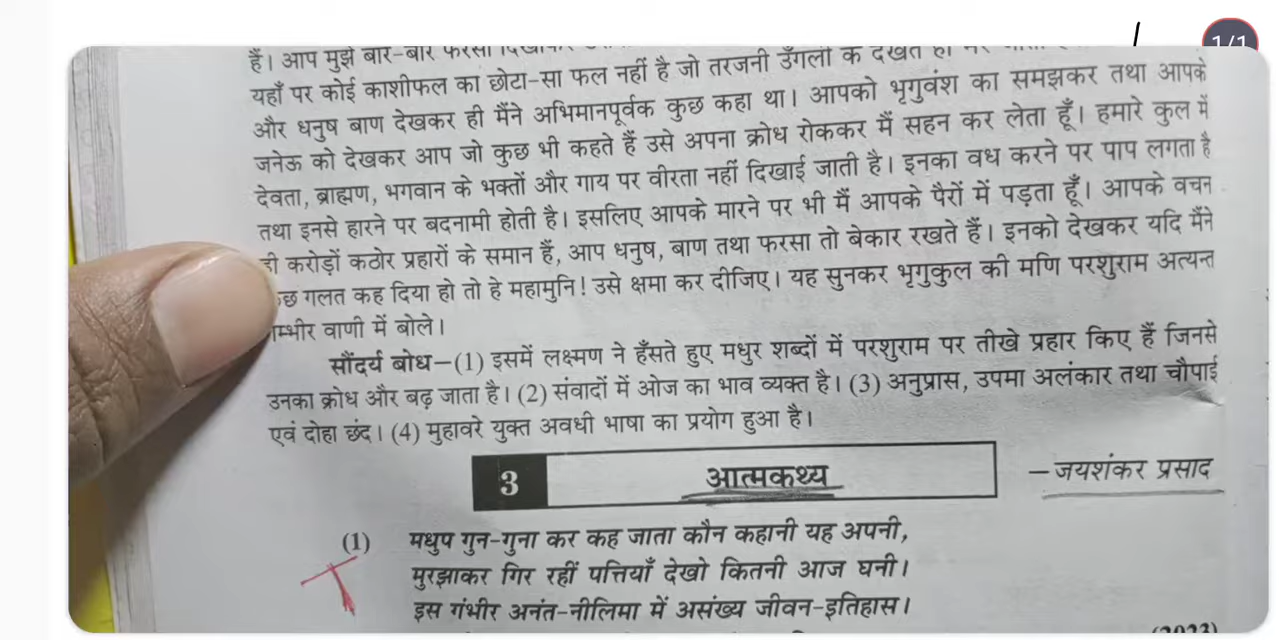 1/1
हैं। आप मुझे बार-बार फरसा
यहाँ पर कोई काशीफल का छोटा-सा फल नहीं है जो तरजनी उँगली के देखते ही
और धनुष बाण देखकर ही मैंने अभिमानपूर्वक कुछ कहा था। आपको भृगुवंश का समझकर तथा आपके
जनेऊ को देखकर आप जो कुछ भी कहते हैं उसे अपना क्रोध रोककर मैं सहन कर लेता हूँ। हमारे कुल में
देवता, ब्राह्मण, भगवान के भक्तों और गाय पर वीरता नहीं दिखाई जाती है। इनका वध करने पर पाप लगता है
तथा इनसे हारने पर बदनामी होती है। इसलिए आपके मारने पर भी मैं आपके पैरों में पड़ता हूँ। आपके वचन
ही करोड़ों कठोर प्रहारों के समान हैं, आप धनुष, बाण तथा फरसा तो बेकार रखते हैं। इनको देखकर यदि मैंने
छ गलत कह दिया हो तो हे महामुनि! उसे क्षमा कर दीजिए। यह सुनकर भृगुकुल की मणि परशुराम अत्यन्त
म्भीर वाणी में बोले।
सौंदर्य बोध—(1) इसमें लक्ष्मण ने हँसते हुए मधुर शब्दों में परशुराम पर तीखे प्रहार किए हैं जिनसे
उनका क्रोध और बढ़ जाता है। (2) संवादों में ओज का भाव व्यक्त है। (3) अनुप्रास, उपमा अलंकार तथा चौपाई
एवं दोहा छंद। (4) मुहावरे युक्त अवधी भाषा का प्रयोग हुआ है।
3 आत्मकथ्य —जयशंकर प्रसाद
(1) मधुप गुन-गुना कर कह जाता कौन कहानी यह अपनी,
मुरझाकर गिर रहीं पत्तियाँ देखो कितनी आज घनी।
इस गंभीर अनंत-नीलिमा में असंख्य जीवन-इतिहास।